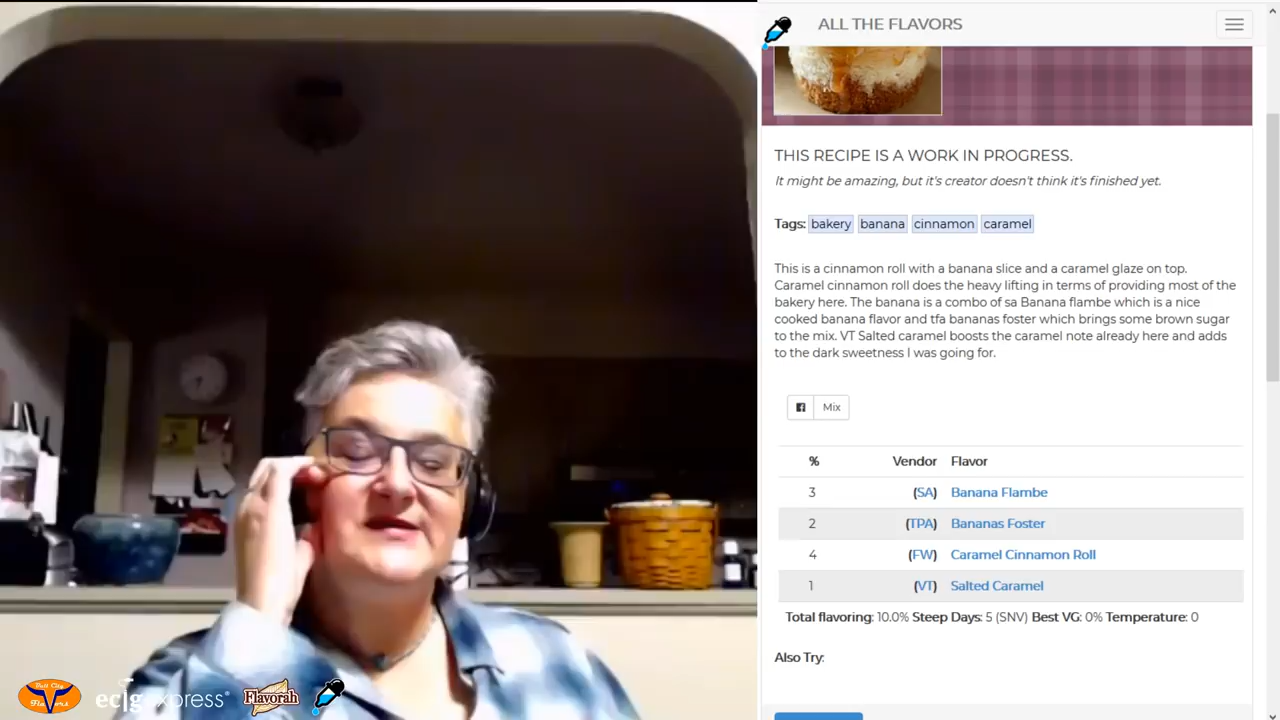 ALL THE FLAVORS
THIS RECIPE IS A WORK IN PROGRESS.
It might be amazing, but it's creator doesn't think it's finished yet.
Tags: bakery banana cinnamon caramel
This is a cinnamon roll with a banana slice and a caramel glaze on top.
Caramel cinnamon roll does the heavy lifting in terms of providing most of the
bakery here. The banana is a combo of sa Banana flambe which is a nice
cooked banana flavor and tfa bananas foster which brings some brown sugar
to the mix. VT Salted caramel boosts the caramel note already here and adds
to the dark sweetness I was going for.
Mix
% Vendor Flavor
3 (SA) Banana Flambe
2 (TPA) Bananas Foster
4 (FW) Caramel Cinnamon Roll
1 (VT) Salted Caramel
Total flavoring: 10.0% Steep Days: 5 (SNV) Best VG: 0% Temperature: 0
Also Try:
Bull City
Flavors
ecig express®
Flavorah